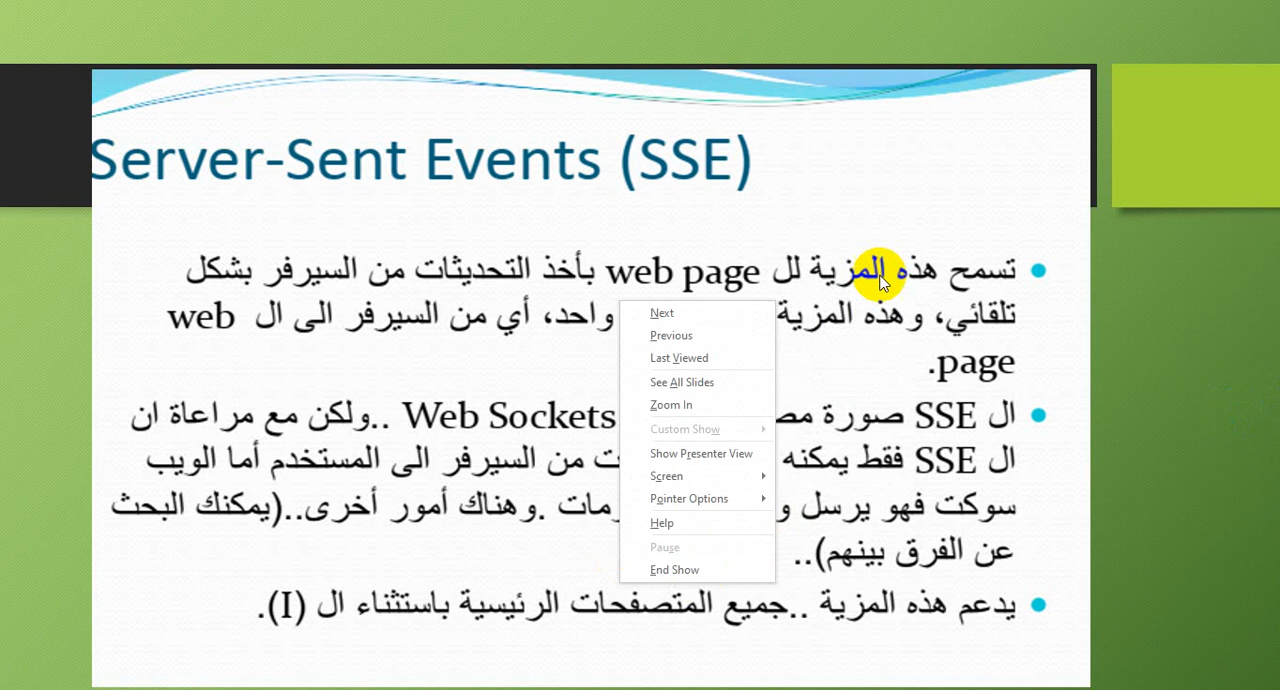 Server-Sent Events (SSE)
تسمح هذه المزية لل web page بأخذ التحديثات من السيرفر بشكل
تلقائي، وهذه المزية واحد، أي من السيرفر الى ال web
page.
ال SSE صورة Web Sockets ..ولكن مع مراعاة ان
ال SSE فقط يمكنه من السيرفر الى المستخدم أما الويب
سوكت فهو يرسل .وهناك أمور أخرى..(يمكنك البحث
عن الفرق بينهم)..
يدعم هذه المزية ..جميع المتصفحات الرئيسية باستثناء ال (I).
Next
Previous
Last Viewed
See All Slides
Zoom In
Custom Show
Show Presenter View
Screen
Pointer Options
Help
Pause
End Show